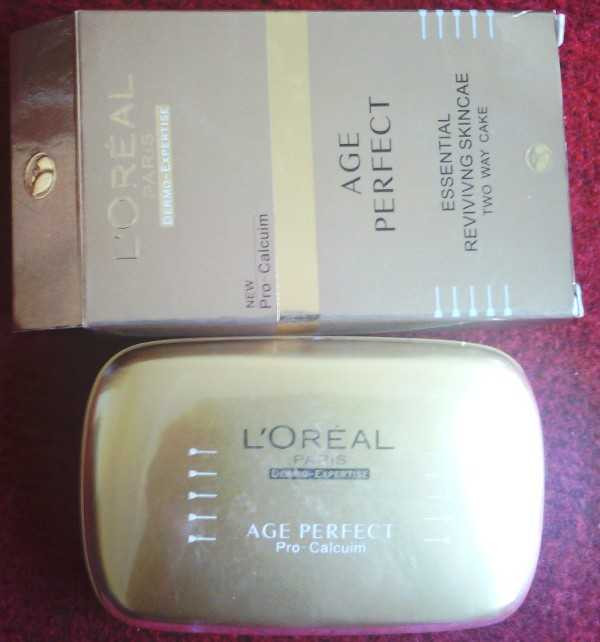 L'ORÉAL
PARIS
DERMO-EXPERTISE
NEW
Pro-Calcuim
AGE
PERFECT
ESSENTIAL
REVIVIVNG SKINCAE
TWO WAY CAKE
L'ORÉAL
PARIS
DERMO-EXPERTISE
AGE PERFECT
Pro-Calcuim